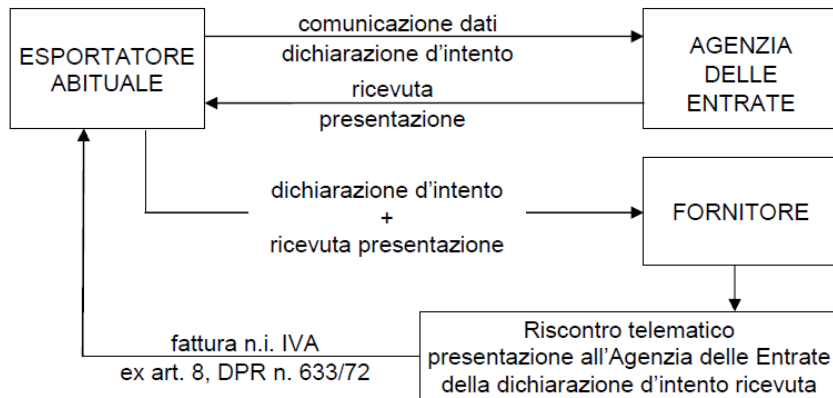 comunicazione dati
dichiarazione d'intento
ESPORTATORE
ABITUALE
AGENZIA
DELLE
ENTRATE
ricevuta
presentazione
dichiarazione d'intento
+
ricevuta presentazione
FORNITORE
Riscontro telematico
presentazione all'Agenzia delle Entrate
della dichiarazione d'intento ricevuta
fattura n.i. IVA
ex art. 8, DPR n. 633/72